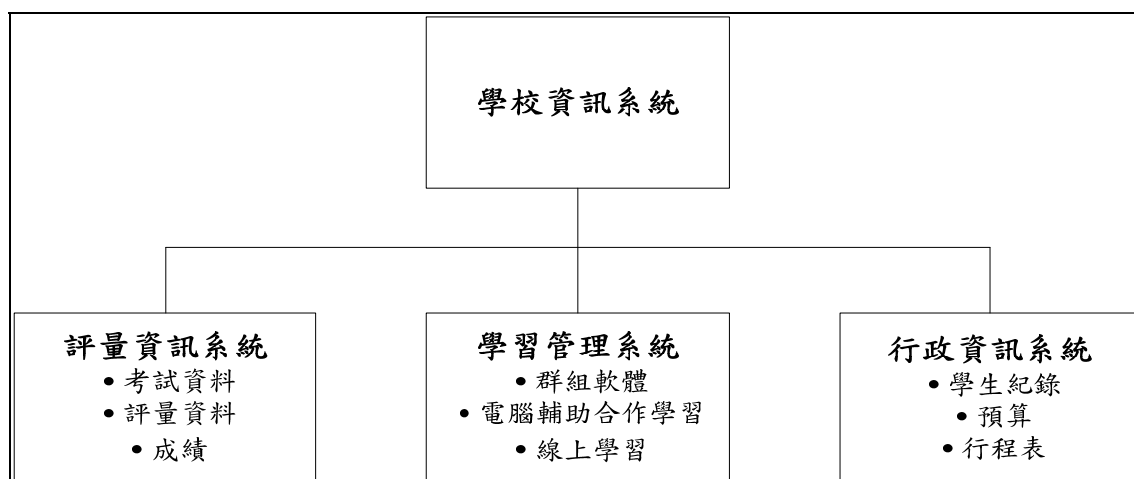 學校資訊系統
評量資訊系統
• 考試資料
• 評量資料
• 成績
學習管理系統
• 群組軟體
• 電腦輔助合作學習
• 線上學習
行政資訊系統
• 學生紀錄
• 預算
• 行程表